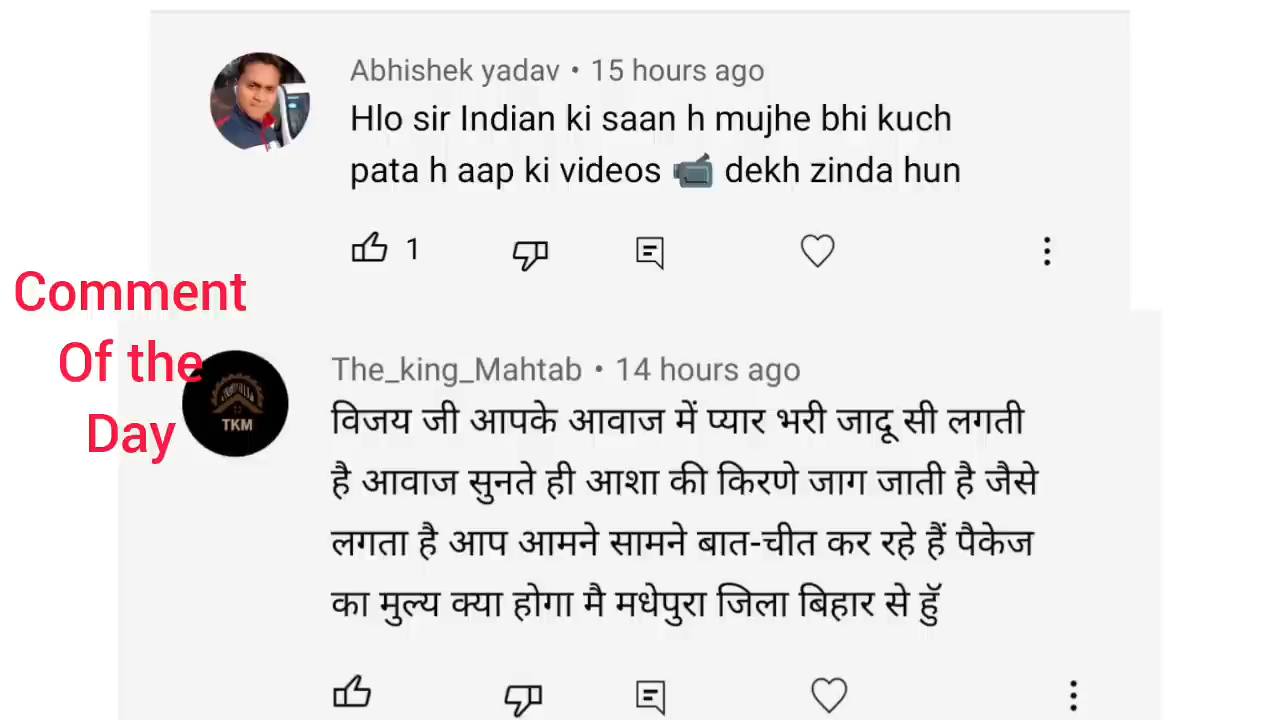 Abhishek yadav • 15 hours ago
Hlo sir Indian ki saan h mujhe bhi kuch
pata h aap ki videos 📹 dekh zinda hun
1
Comment
Of the
Day
The_king_Mahtab • 14 hours ago
विजय जी आपके आवाज में प्यार भरी जादू सी लगती
है आवाज सुनते ही आशा की किरणे जाग जाती है जैसे
लगता है आप आमने सामने बात-चीत कर रहे हैं पैकेज
का मुल्य क्या होगा मै मधेपुरा जिला बिहार से हुॅ
TKM